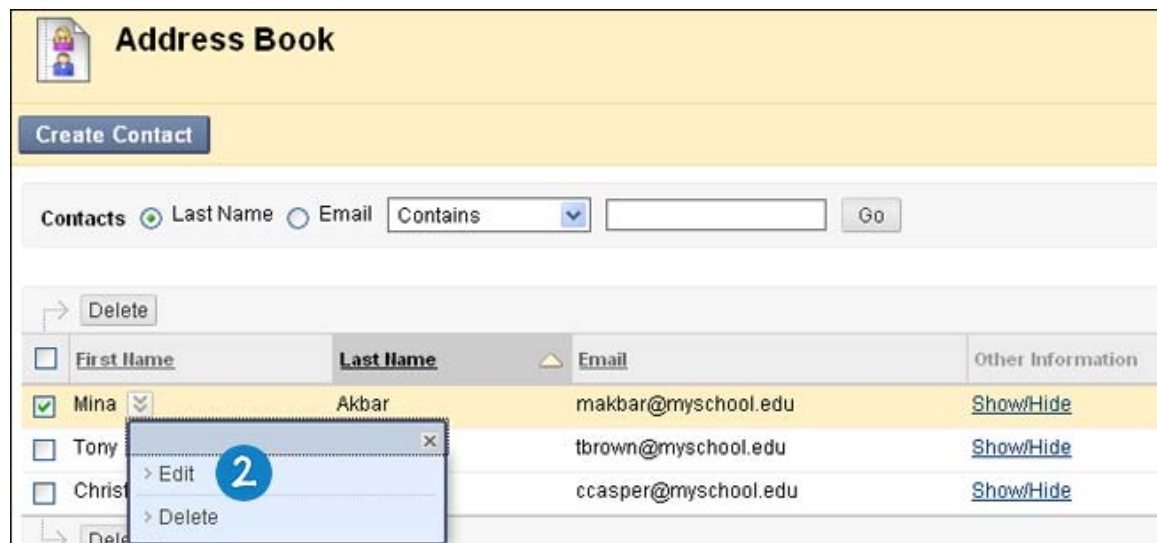 Address Book
Create Contact
Contacts Last Name Email Contains Go
Delete
First Name Last Name Email Other Information
Mina Akbar makbar@myschool.edu Show/Hide
Tony tbrown@myschool.edu Show/Hide
> Edit 2
ccasper@myschool.edu Show/Hide
> Delete